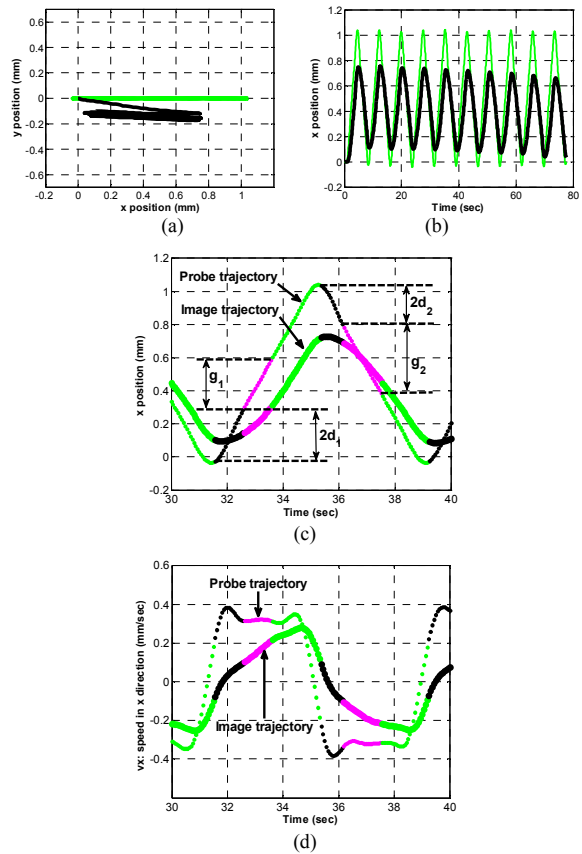 0.6
0.4
0.2
0
-0.2
-0.4
-0.6
y position (mm)
-0.2 0 0.2 0.4 0.6 0.8 1
x position (mm)
(a)
1.2
1
0.8
0.6
0.4
0.2
0
-0.2
x position (mm)
0 20 40 60 80
Time (sec)
(b)
1.2
1
0.8
0.6
0.4
0.2
0
-0.2
x position (mm)
Probe trajectory
Image trajectory
g1
2d1
2d2
g2
30 32 34 36 38 40
Time (sec)
(c)
0.6
0.4
0.2
0
-0.2
-0.4
vx: speed in x direction (mm/sec)
Probe trajectory
Image trajectory
30 32 34 36 38 40
Time (sec)
(d)